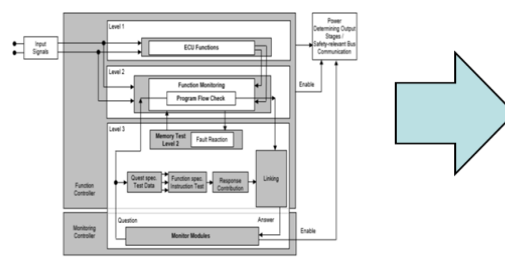 Level 1
Input
Signals
ECU Functions
Power
Determining Output
Stages /
Safety-relevant Bus
Communication
Level 2
Function Monitoring
Program Flow Check
Enable
Level 3
Memory Test
Level 2
Fault Reaction
Quest spec.
Test Data
Function spec.
Instruction Test
Response
Contribution
Linking
Function
Controller
Monitoring
Controller
Question
Answer
Enable
Monitor Modules